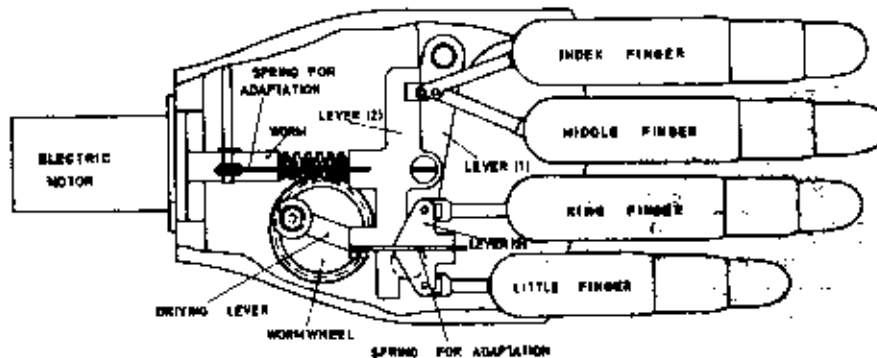 INDEX FINGER
SPRING FOR
ADAPTATION
LEVER (2)
WORM
MIDDLE FINGER
ELECTRIC
MOTOR
LEVER (1)
RING FINGER
LEVER
LITTLE FINGER
DRIVING LEVER
WORMWHEEL
SPRING FOR ADAPTATION